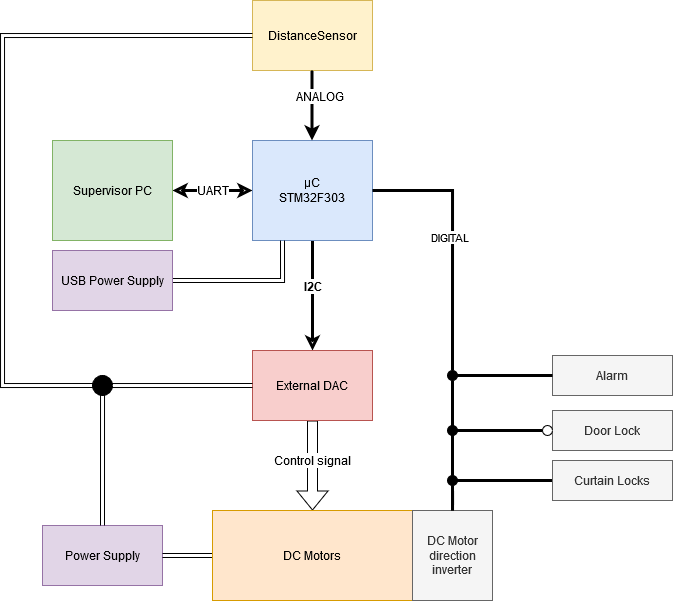 DistanceSensor
ANALOG
Supervisor PC
UART
μC
STM32F303
DIGITAL
USB Power Supply
I2C
Alarm
External DAC
Door Lock
Control signal
Curtain Locks
Power Supply
DC Motors
DC Motor
direction
inverter